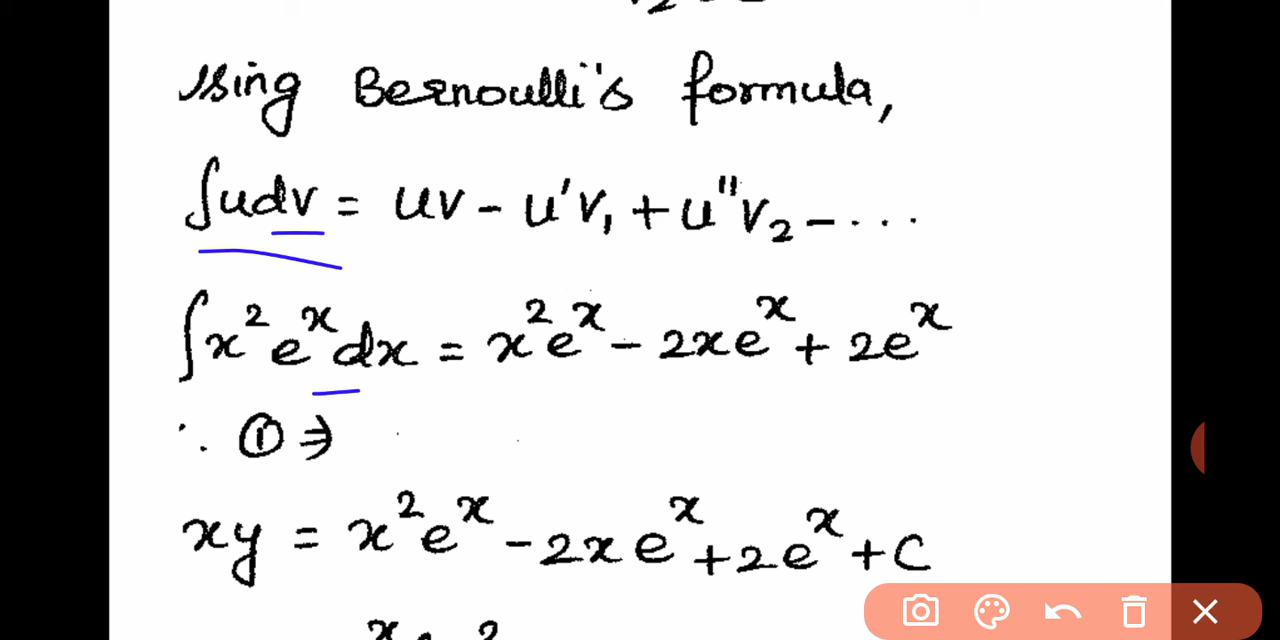 using Bernoulli's formula,
∫udv = uv - u'v₁ + u''v₂ - ...
∫x²eˣdx = x²eˣ - 2xeˣ + 2eˣ
∴ ① ⇒
xy = x²eˣ - 2xeˣ + 2eˣ + C